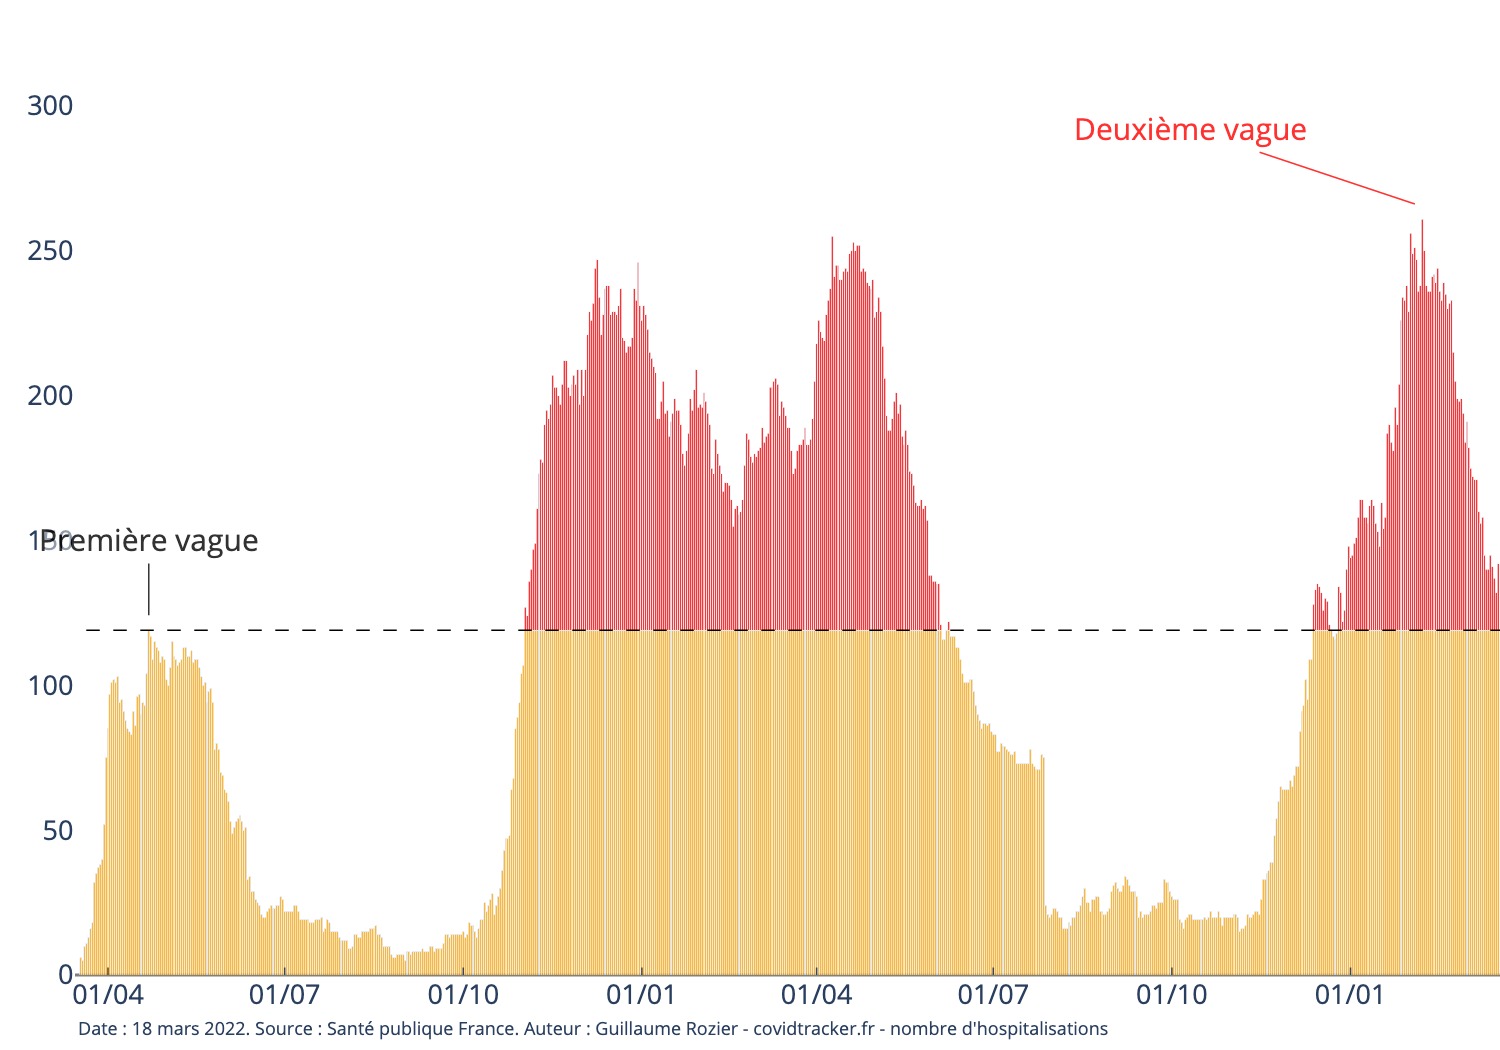 300
Deuxième vague
250
200
150
Première vague
100
50
0
01/04 01/07 01/10 01/01 01/04 01/07 01/10 01/01
Date : 18 mars 2022. Source : Santé publique France. Auteur : Guillaume Rozier - covidtracker.fr - nombre d'hospitalisations